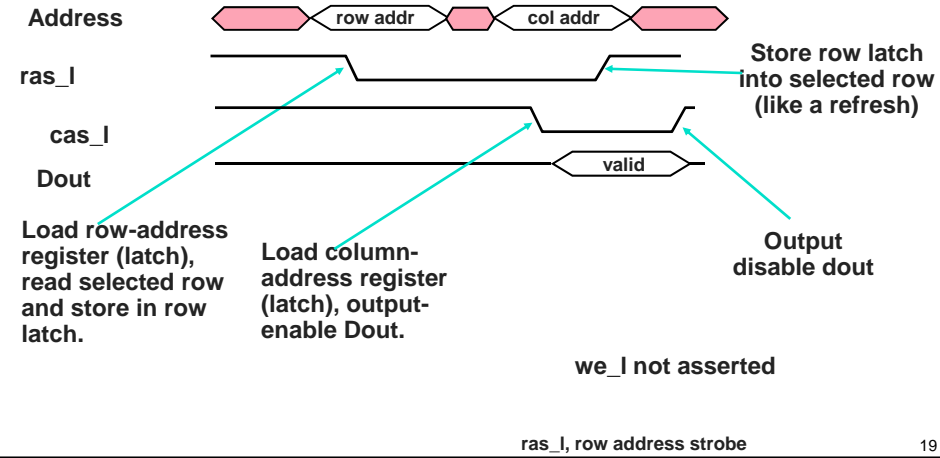 Address
row addr
col addr
ras_l
Store row latch
into selected row
(like a refresh)
cas_l
Dout
valid
Load row-address
register (latch),
read selected row
and store in row
latch.
Load column-
address register
(latch), output-
enable Dout.
Output
disable dout
we_l not asserted
ras_l, row address strobe
19